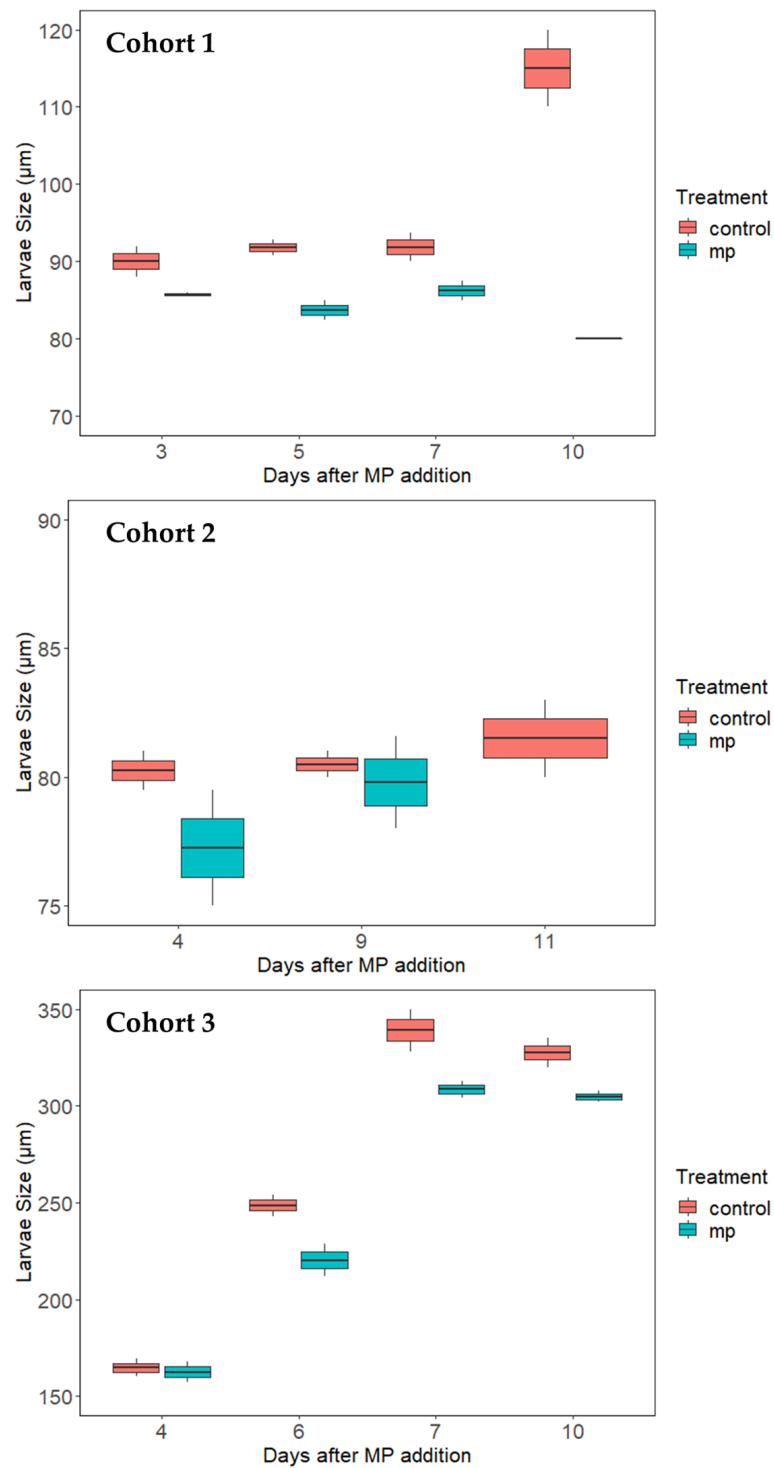 Cohort 1
Larvae Size (µm)
120
110
100
90
80
70
3 5 7 10
Days after MP addition
Treatment
control
mp
Cohort 2
Larvae Size (µm)
90
85
80
75
4 9 11
Days after MP addition
Treatment
control
mp
Cohort 3
Larvae Size (µm)
350
300
250
200
150
4 6 7 10
Days after MP addition
Treatment
control
mp